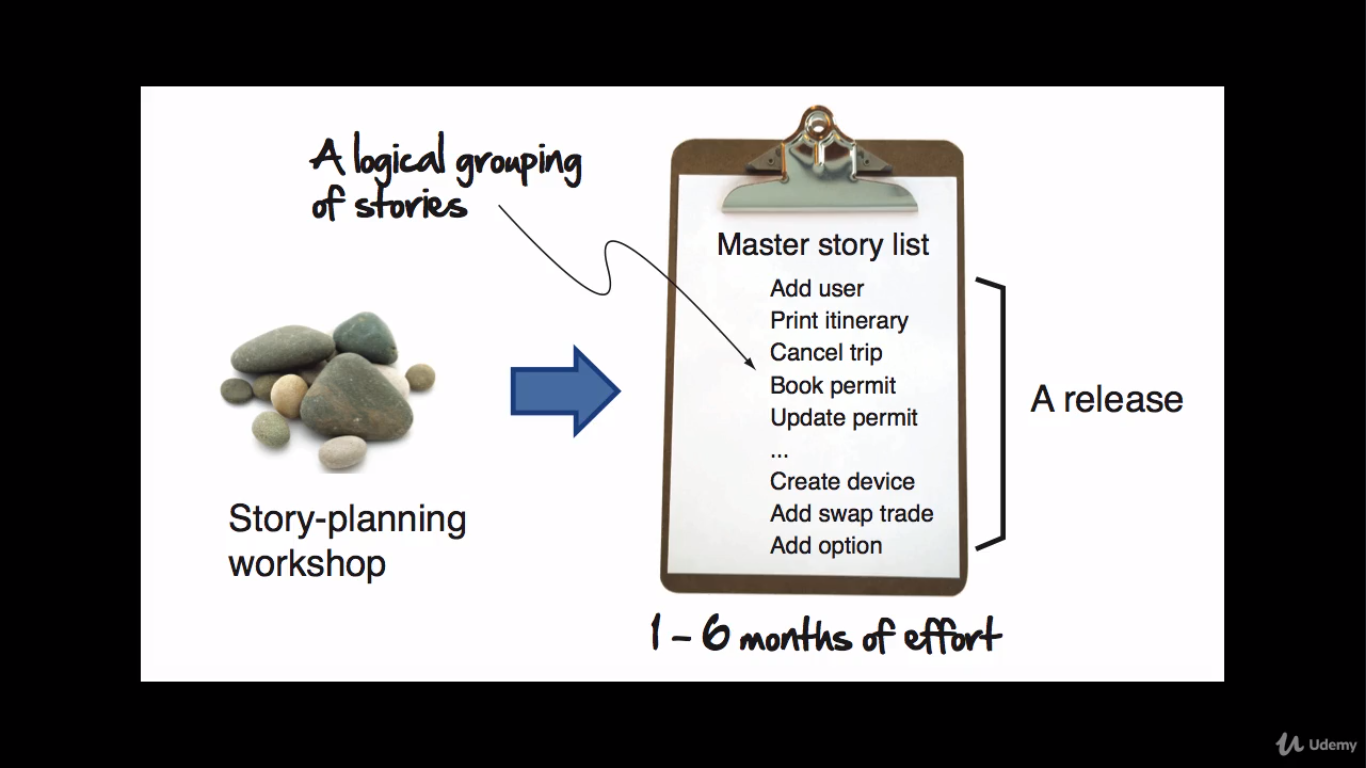 A logical grouping
of stories
Story-planning
workshop
Master story list
Add user
Print itinerary
Cancel trip
Book permit
Update permit
...
Create device
Add swap trade
Add option
A release
1 – 6 months of effort
Udemy